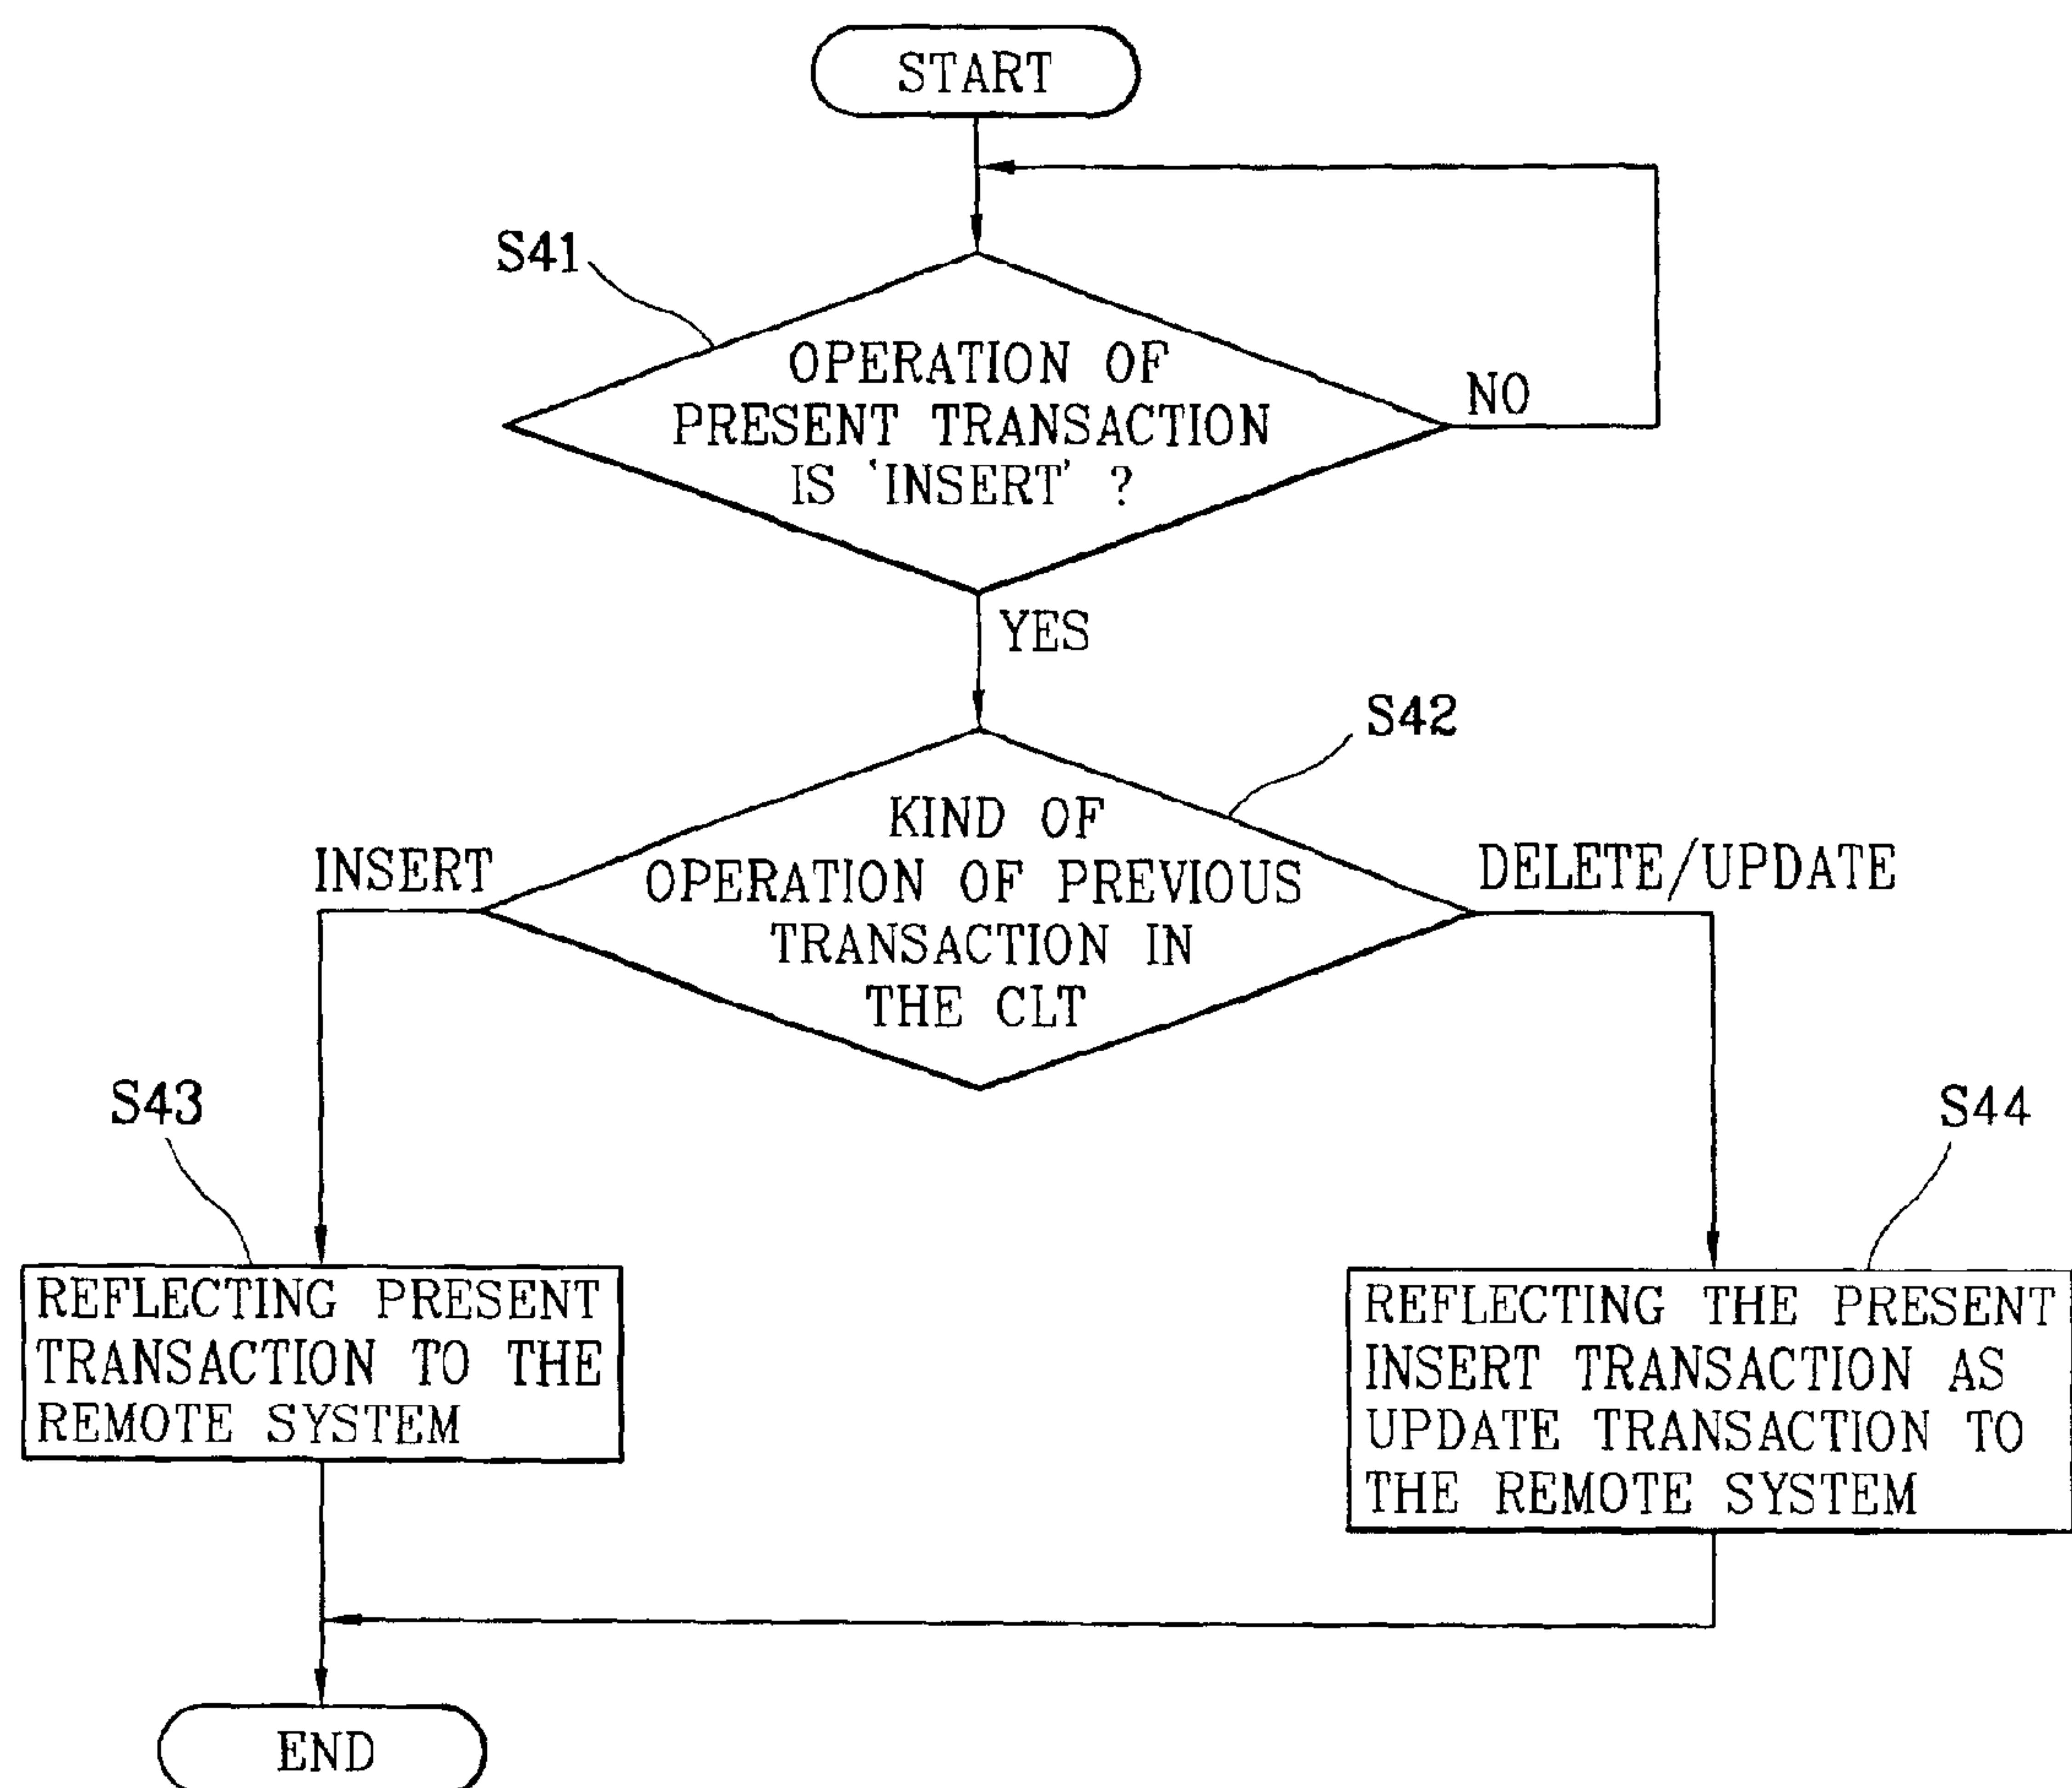 START
S41
OPERATION OF
PRESENT TRANSACTION
IS 'INSERT' ?
NO
YES
S42
KIND OF
OPERATION OF PREVIOUS
TRANSACTION IN
THE CLT
INSERT
DELETE/UPDATE
S43
REFLECTING PRESENT
TRANSACTION TO THE
REMOTE SYSTEM
S44
REFLECTING THE PRESENT
INSERT TRANSACTION AS
UPDATE TRANSACTION TO
THE REMOTE SYSTEM
END